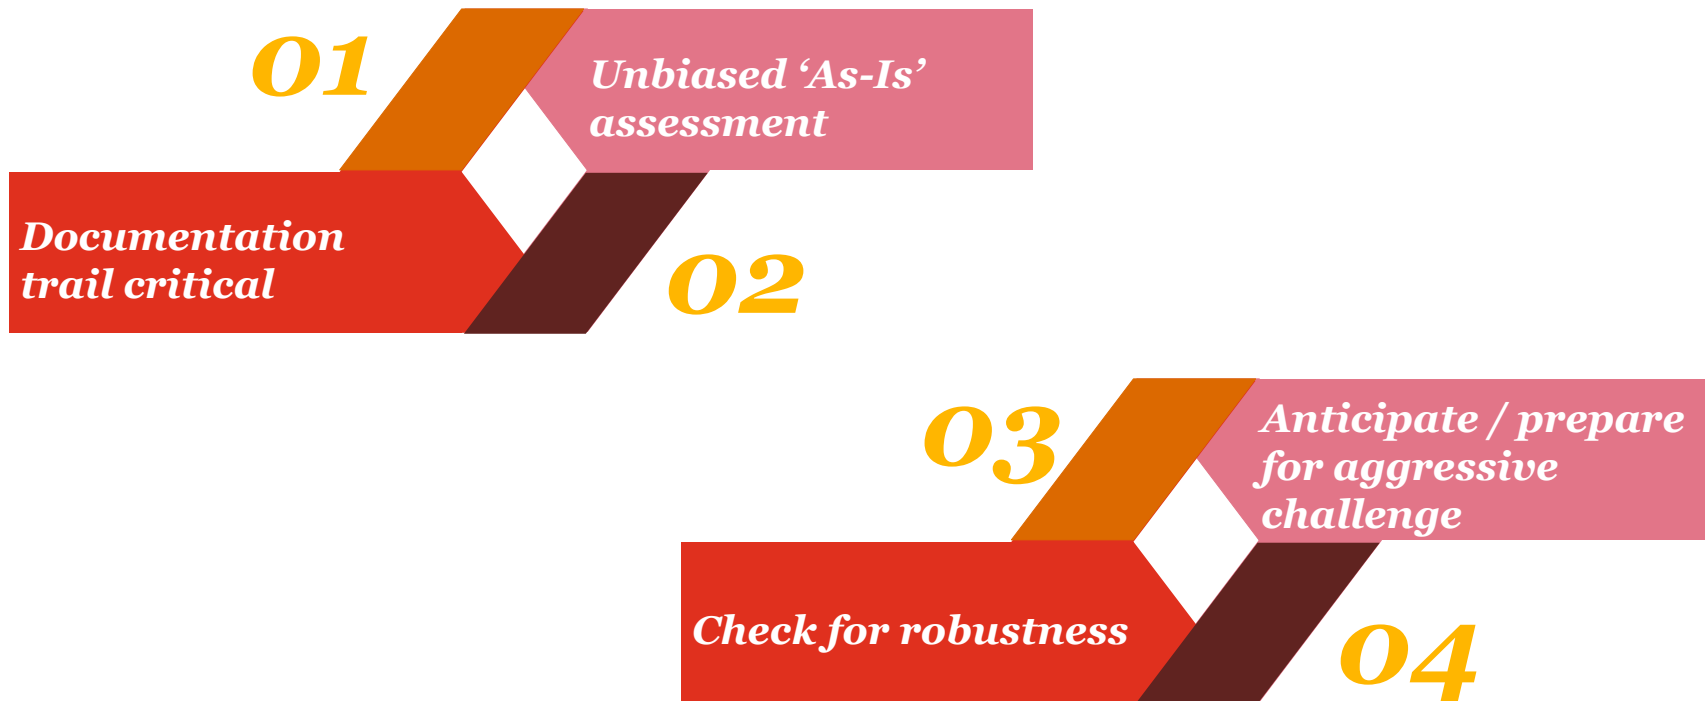 01
Unbiased ‘As-Is’
assessment
Documentation
trail critical
02
03
Anticipate / prepare
for aggressive
challenge
Check for robustness
04